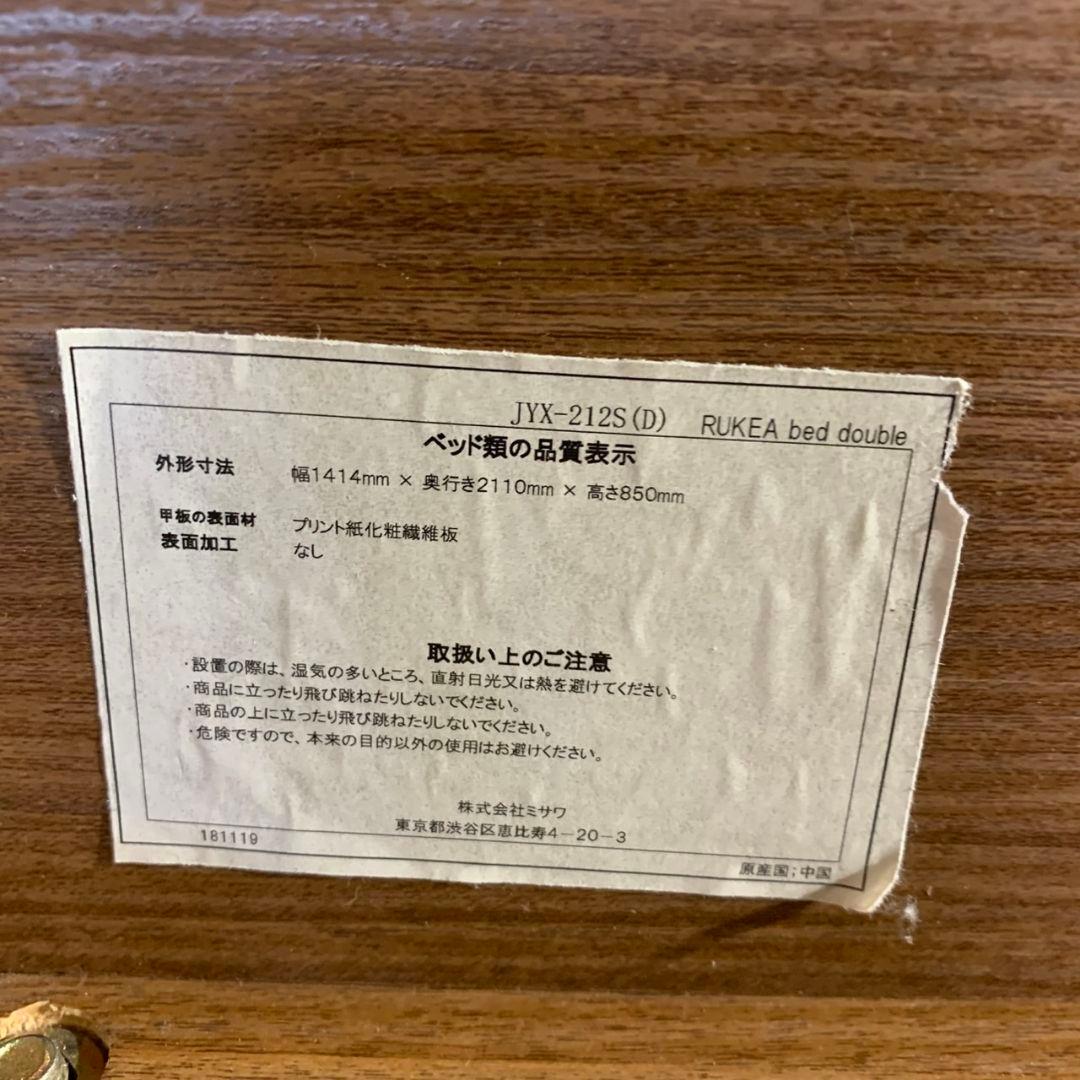 JYX-212S(D) RUKEA bed double
ベッド類の品質表示
外形寸法 幅1414mm × 奥行き2110mm × 高さ850mm
甲板の表面材 プリント紙化粧繊維板
表面加工 なし
取扱い上のご注意
・設置の際は、湿気の多いところ、直射日光又は熱を避けてください。
・商品に立ったり飛び跳ねたりしないでください。
・商品の上に立ったり飛び跳ねたりしないでください。
・危険ですので、本来の目的以外の使用はお避けください。
株式会社ミサワ
東京都渋谷区恵比寿4-20-3
181119
原産国;中国